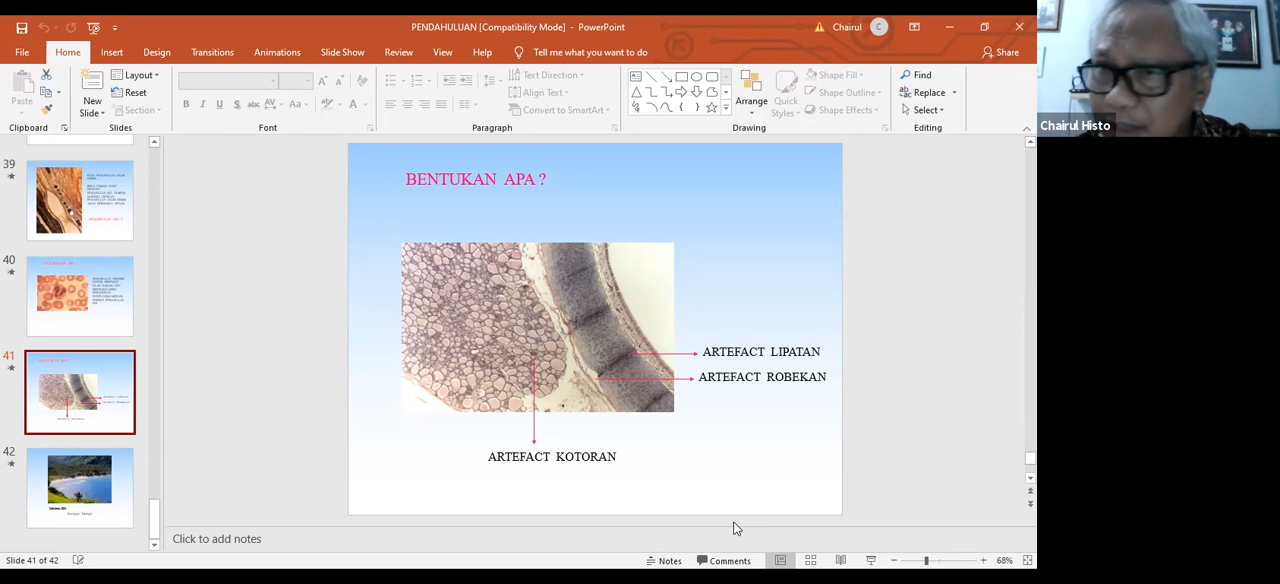 PENDAHULUAN [Compatibility Mode] - PowerPoint
Chairul
C
File Home Insert Design Transitions Animations Slide Show Review View Help Tell me what you want to do
Share
Paste
New
Slide
Layout
Reset
Section
B I U S abc AV Aa A
Text Direction
Align Text
Convert to SmartArt
Arrange
Quick
Styles
Shape Fill
Shape Outline
Shape Effects
Find
Replace
Select
Clipboard Slides Font Paragraph Drawing Editing
Chairul Histo
39
40
41
42
BENTUKAN APA ?
ARTEFACT LIPATAN
ARTEFACT ROBEKAN
ARTEFACT KOTORAN
Click to add notes
Slide 41 of 42
Notes
Comments
68%